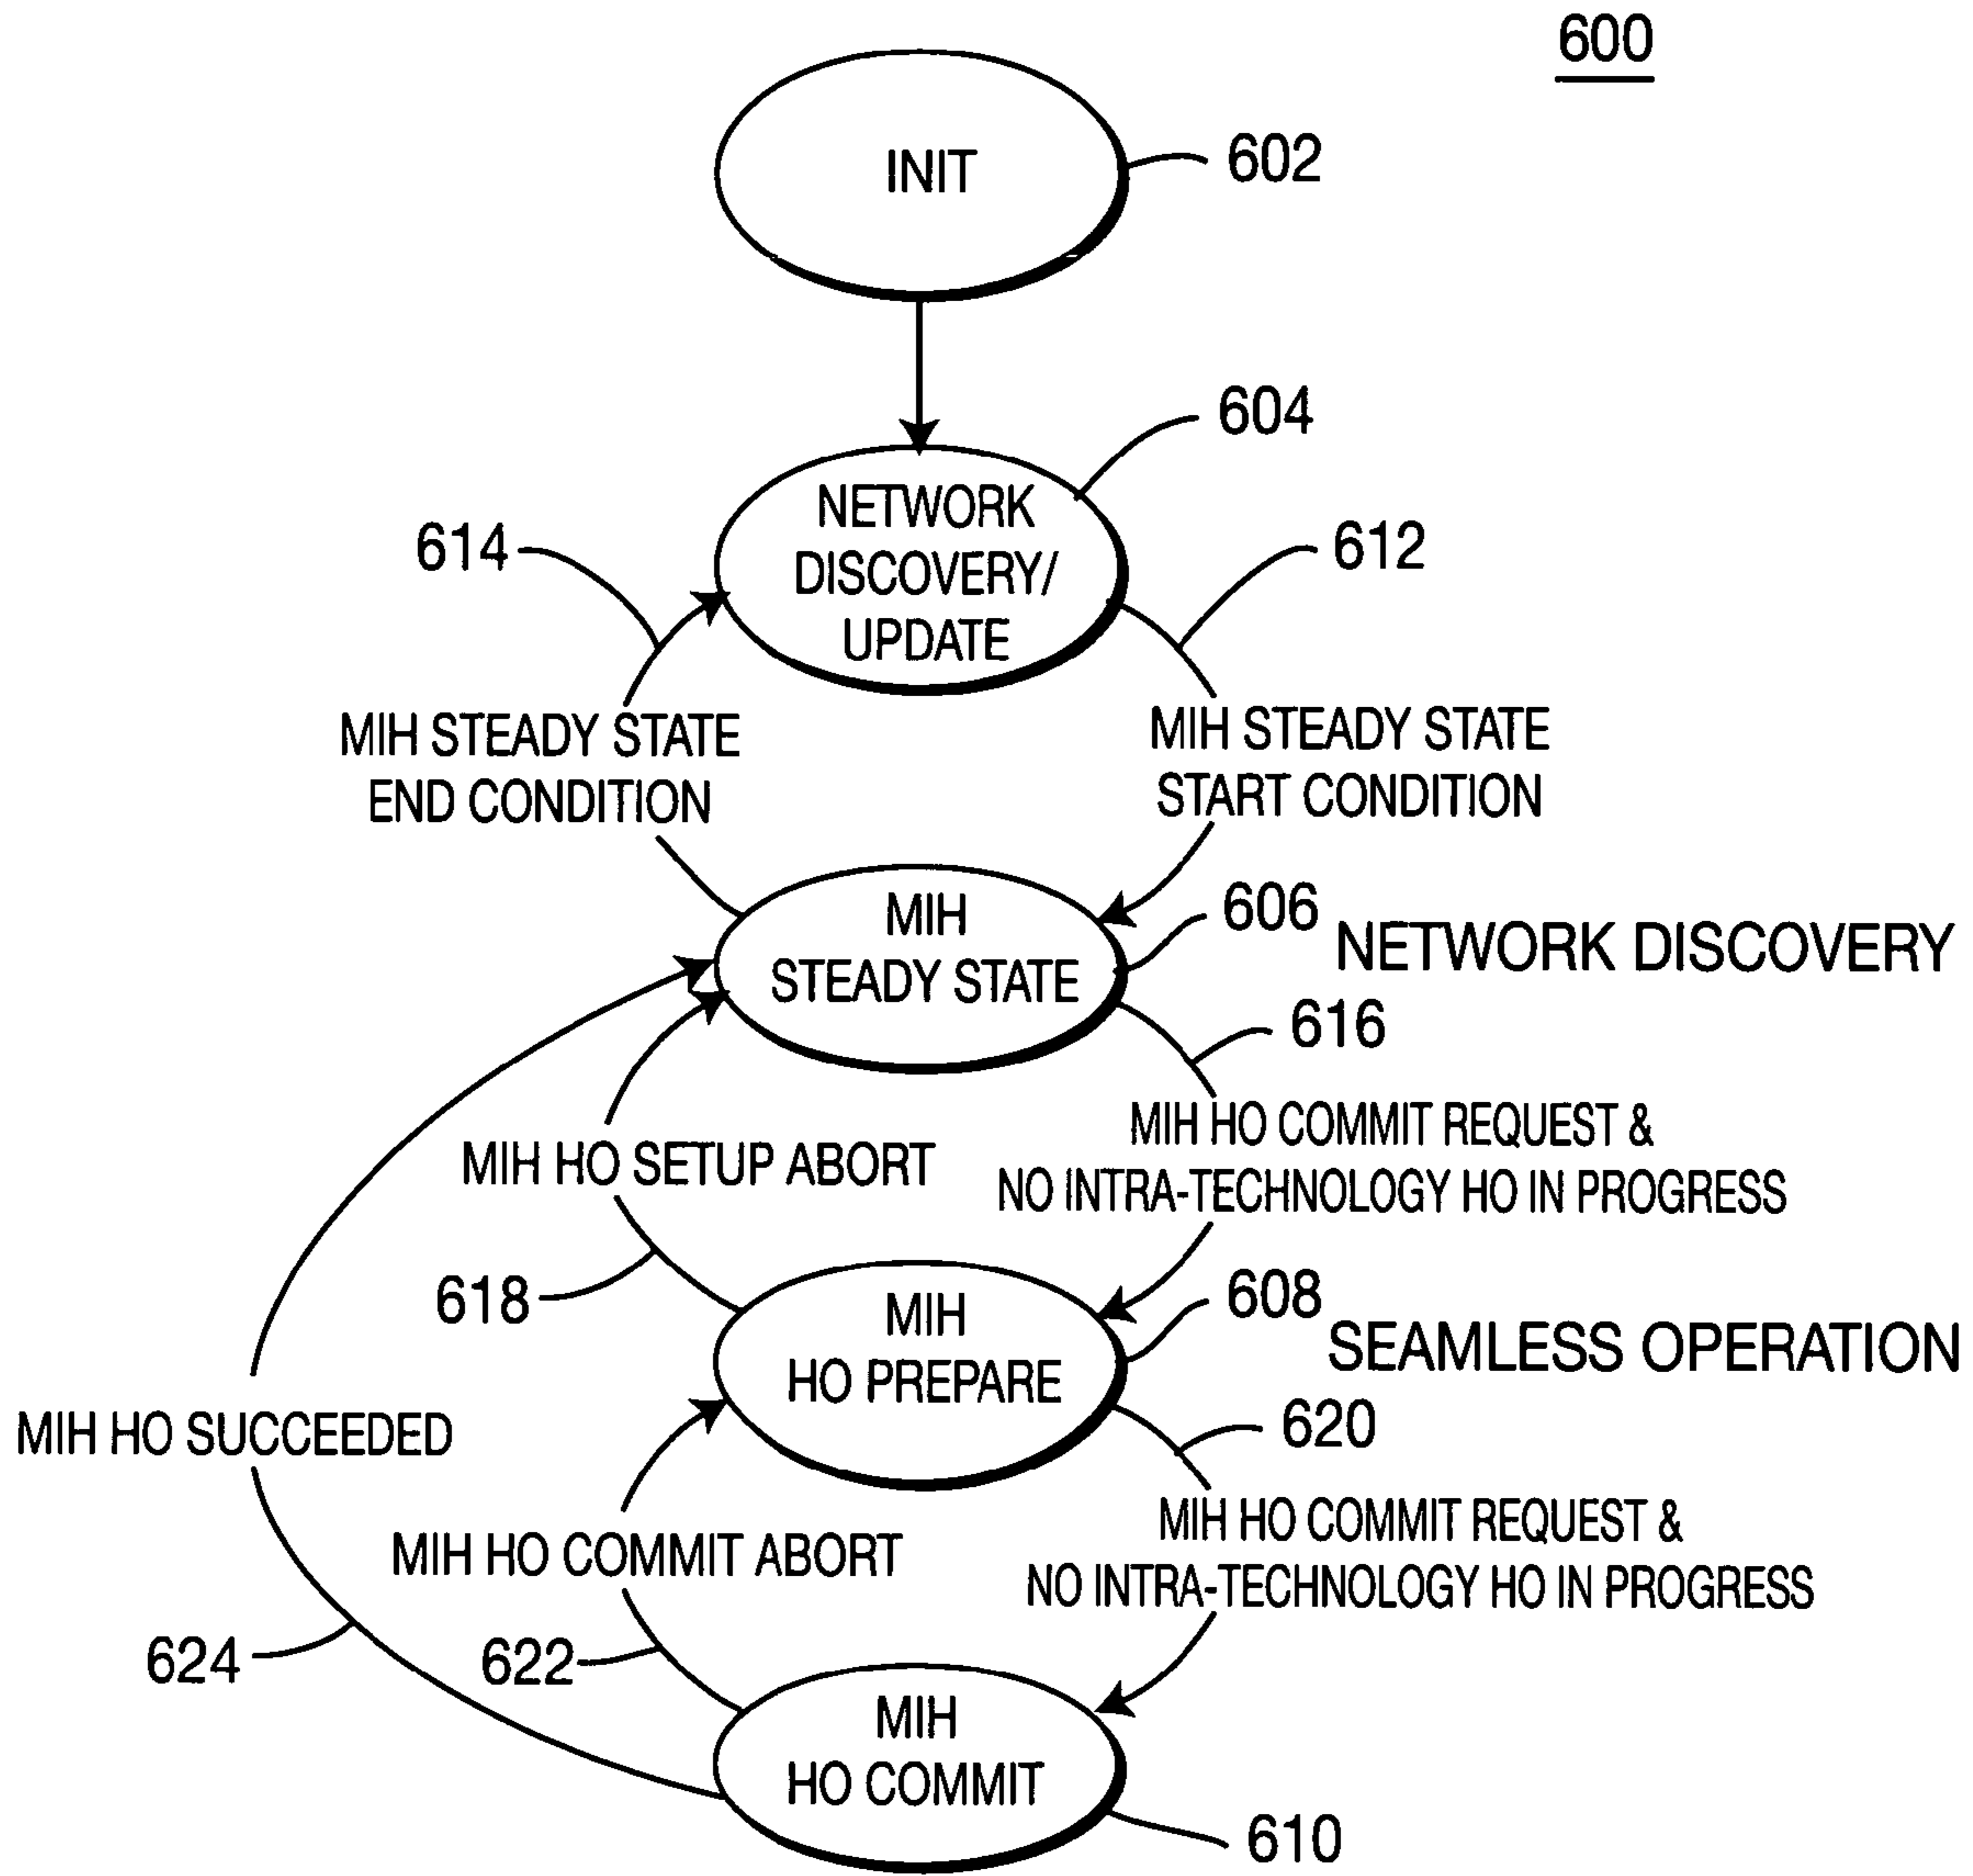 600
INIT
602
604
NETWORK
DISCOVERY/
UPDATE
614
612
MIH STEADY STATE
END CONDITION
MIH STEADY STATE
START CONDITION
MIH
STEADY STATE
606
NETWORK DISCOVERY
616
MIH HO SETUP ABORT
MIH HO COMMIT REQUEST &
NO INTRA-TECHNOLOGY HO IN PROGRESS
618
MIH
HO PREPARE
608
SEAMLESS OPERATION
620
MIH HO SUCCEEDED
MIH HO COMMIT ABORT
MIH HO COMMIT REQUEST &
NO INTRA-TECHNOLOGY HO IN PROGRESS
624
622
MIH
HO COMMIT
610